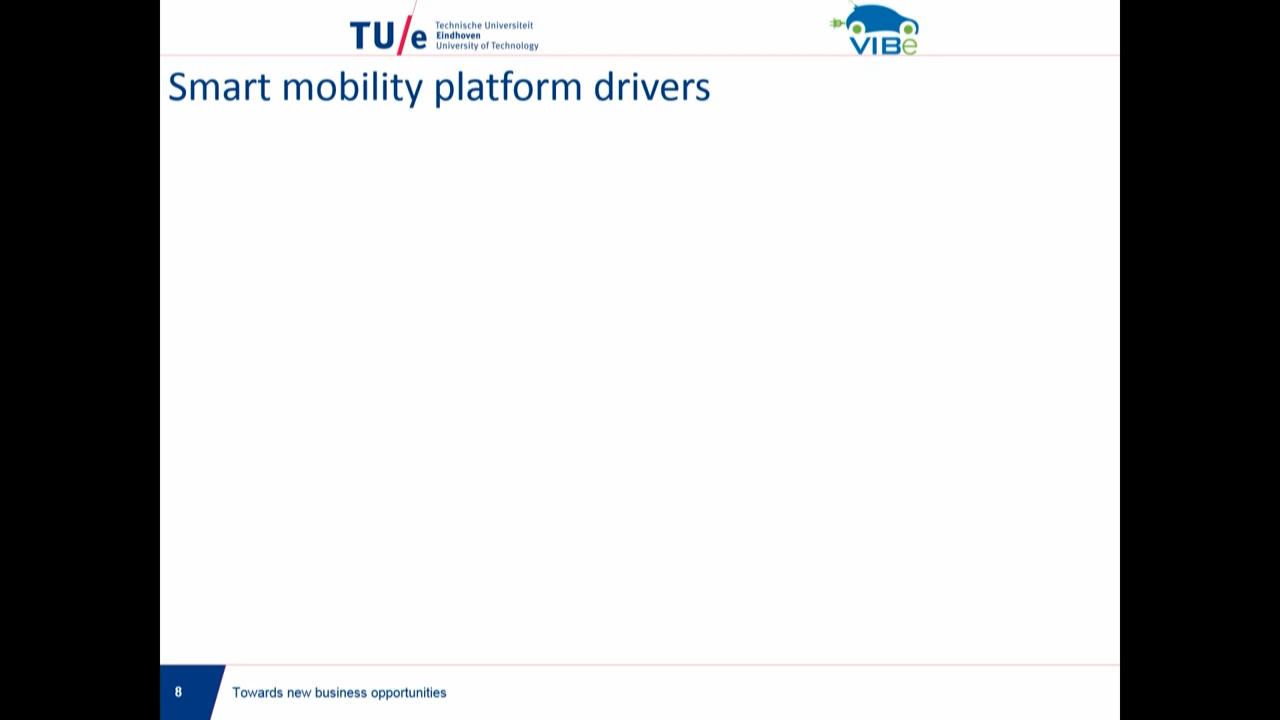 TU/e
Technische Universiteit
Eindhoven
University of Technology
VIBe
Smart mobility platform drivers
8
Towards new business opportunities